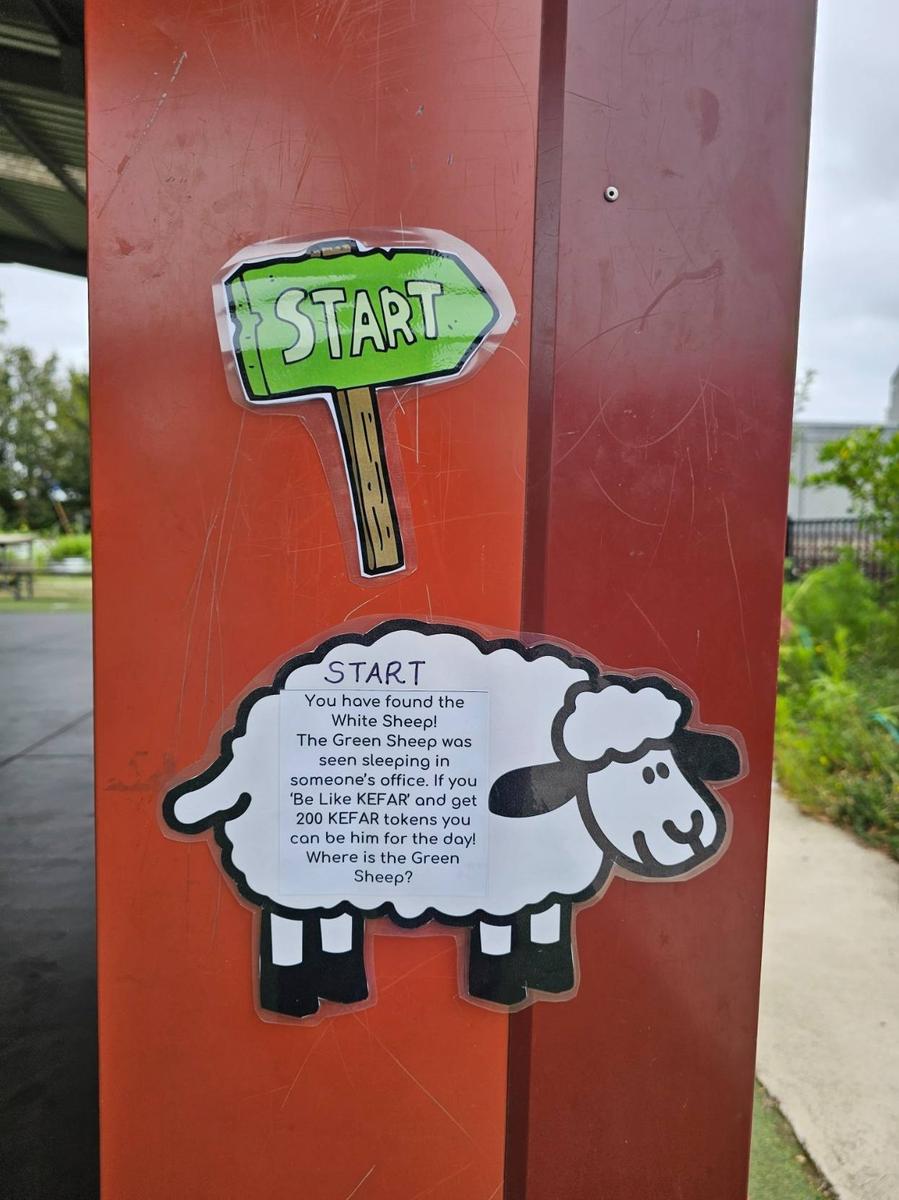 START
START
You have found the
White Sheep!
The Green Sheep was
seen sleeping in
someone's office. If you
'Be Like KEFAR' and get
200 KEFAR tokens you
can be him for the day!
Where is the Green
Sheep?